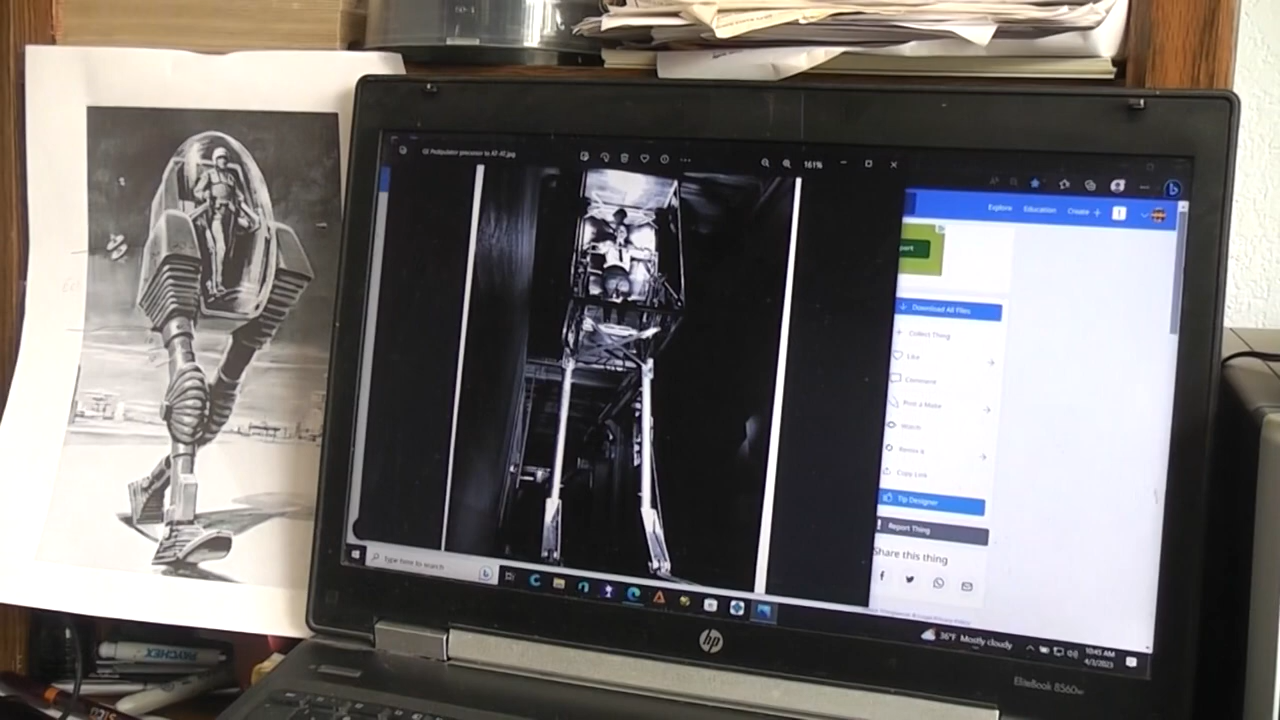 GE Pedipulator precursor to AT-AT.jpg
161%
Explore
Education
Create +
Download All Files
Collect Thing
Like
Comment
Post a Make
Watch
Remix it
Copy Link
Tip Designer
Report Thing
Share this thing
Type here to search
36°F Mostly cloudy
10:45 AM
4/3/2023
hp
EliteBook 8560w
PAYCHEX